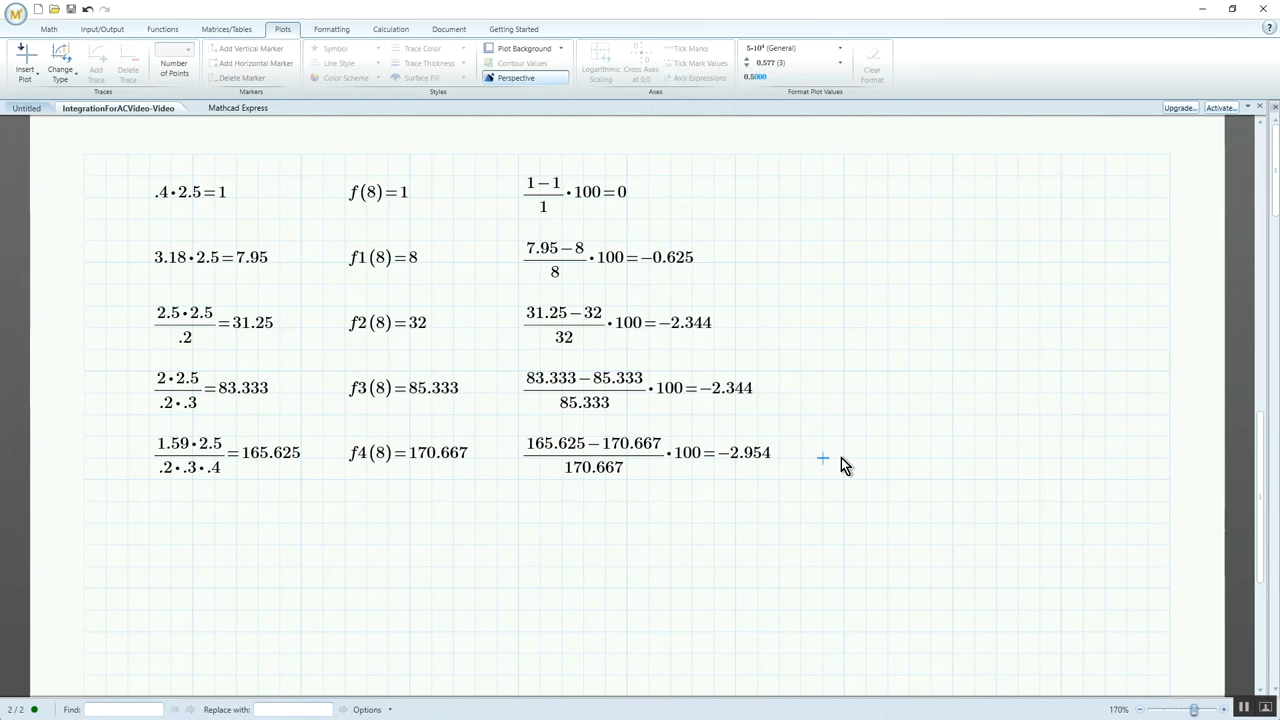 Math Input/Output Functions Matrices/Tables Plots Formatting Calculation Document Getting Started
Insert Plot
Change Type
Add Trace
Delete Trace
Traces
Number of Points
Add Vertical Marker
Add Horizontal Marker
Delete Marker
Markers
Symbol
Line Style
Color Scheme
Trace Color
Trace Thickness
Surface Fill
Styles
Plot Background
Contour Values
Perspective
Logarithmic Scaling
Cross Axes at 0,0
Tick Marks
Tick Mark Values
Axis Expressions
Axes
5•10⁴ (General)
0.577 (3)
0.5000
Format Plot Values
Clear Format
Untitled IntegrationForACVideo-Video Mathcad Express Upgrade... Activate...
.4•2.5=1 f(8)=1 (1−1)/1•100=0
3.18•2.5=7.95 f1(8)=8 (7.95−8)/8•100=−0.625
(2.5•2.5)/.2=31.25 f2(8)=32 (31.25−32)/32•100=−2.344
(2•2.5)/(.2•.3)=83.333 f3(8)=85.333 (83.333−85.333)/85.333•100=−2.344
(1.59•2.5)/(.2•.3•.4)=165.625 f4(8)=170.667 (165.625−170.667)/170.667•100=−2.954
2 / 2 Find: Replace with: Options 170%